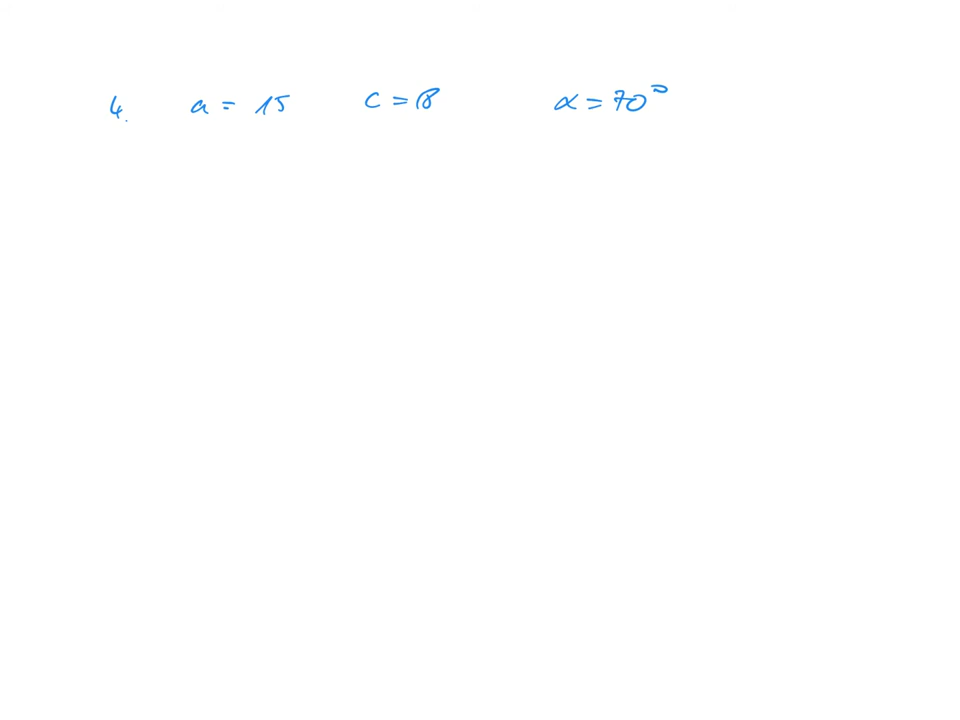 4. a = 15 c = 18 α = 70°